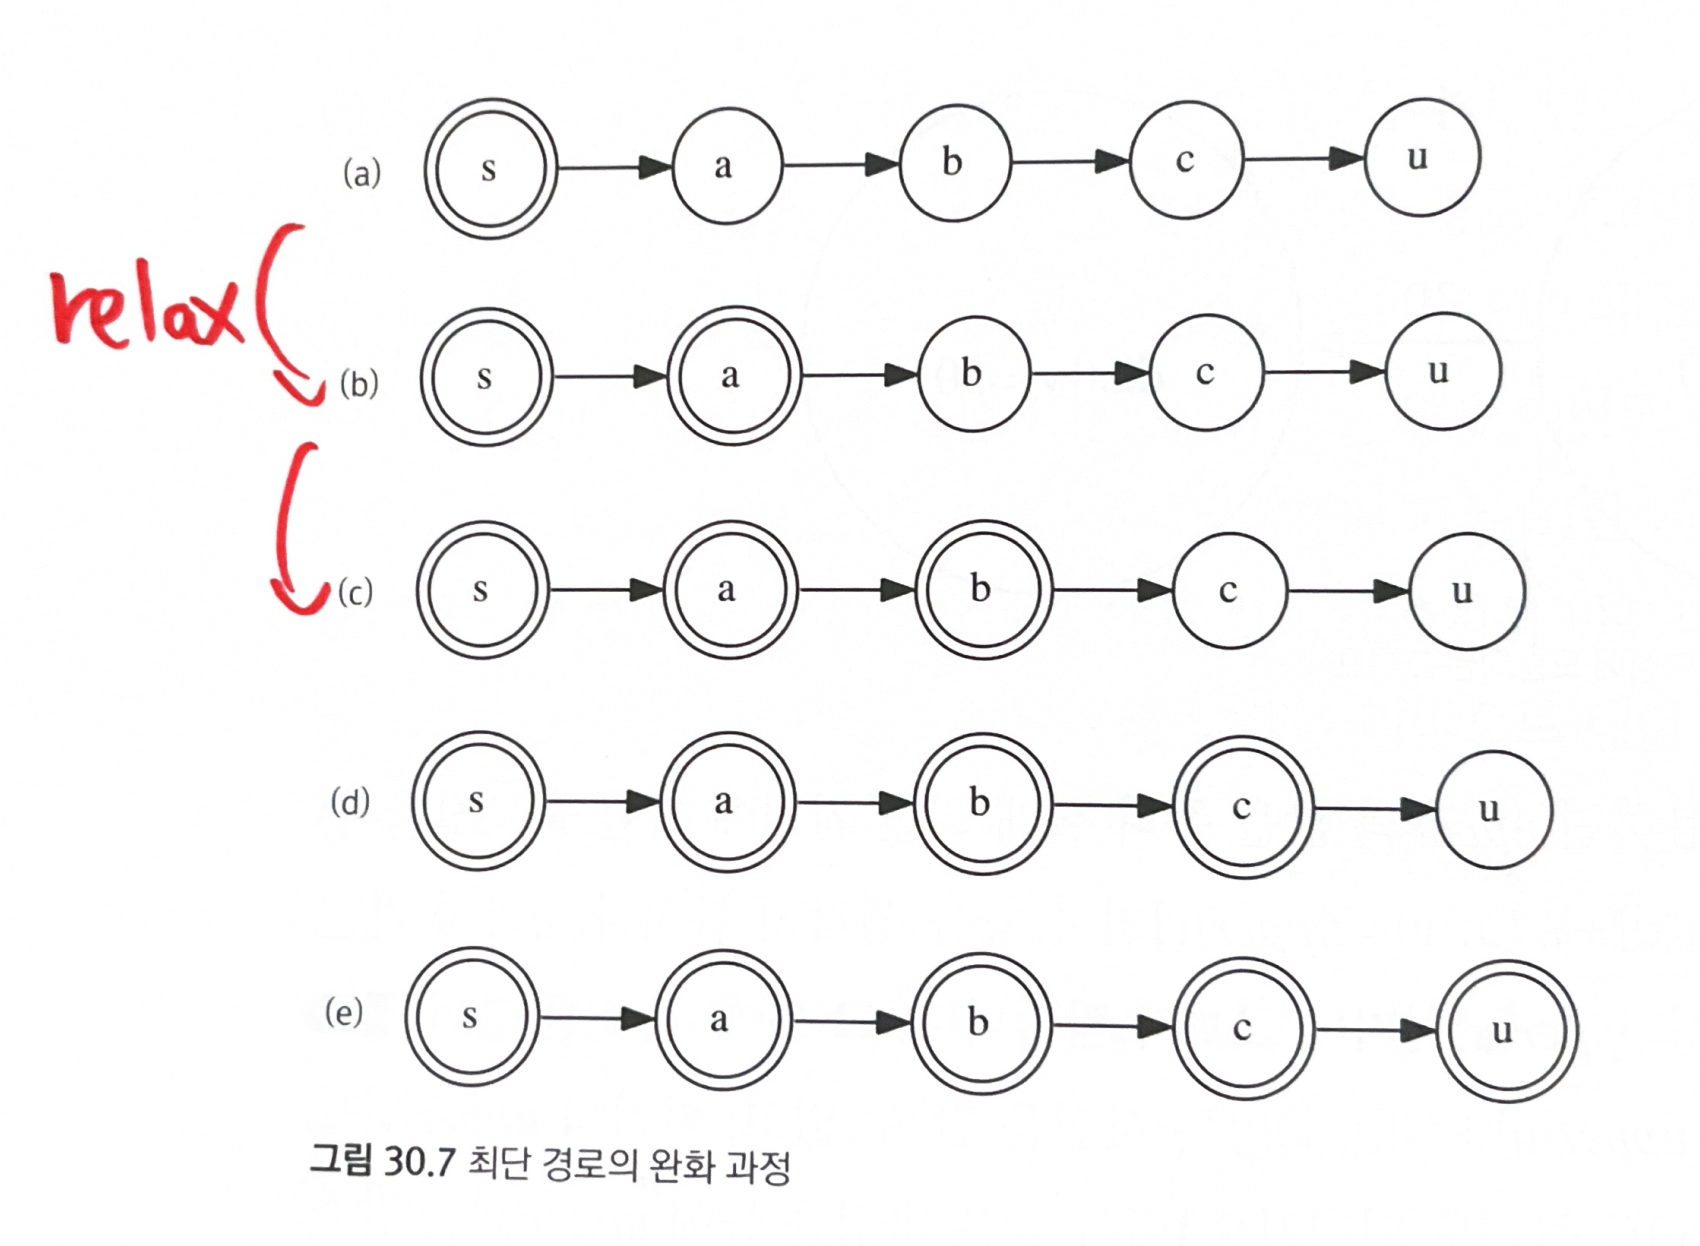 (a) s a b c u
relax
(b) s a b c u
(c) s a b c u
(d) s a b c u
(e) s a b c u
그림 30.7 최단 경로의 완화 과정